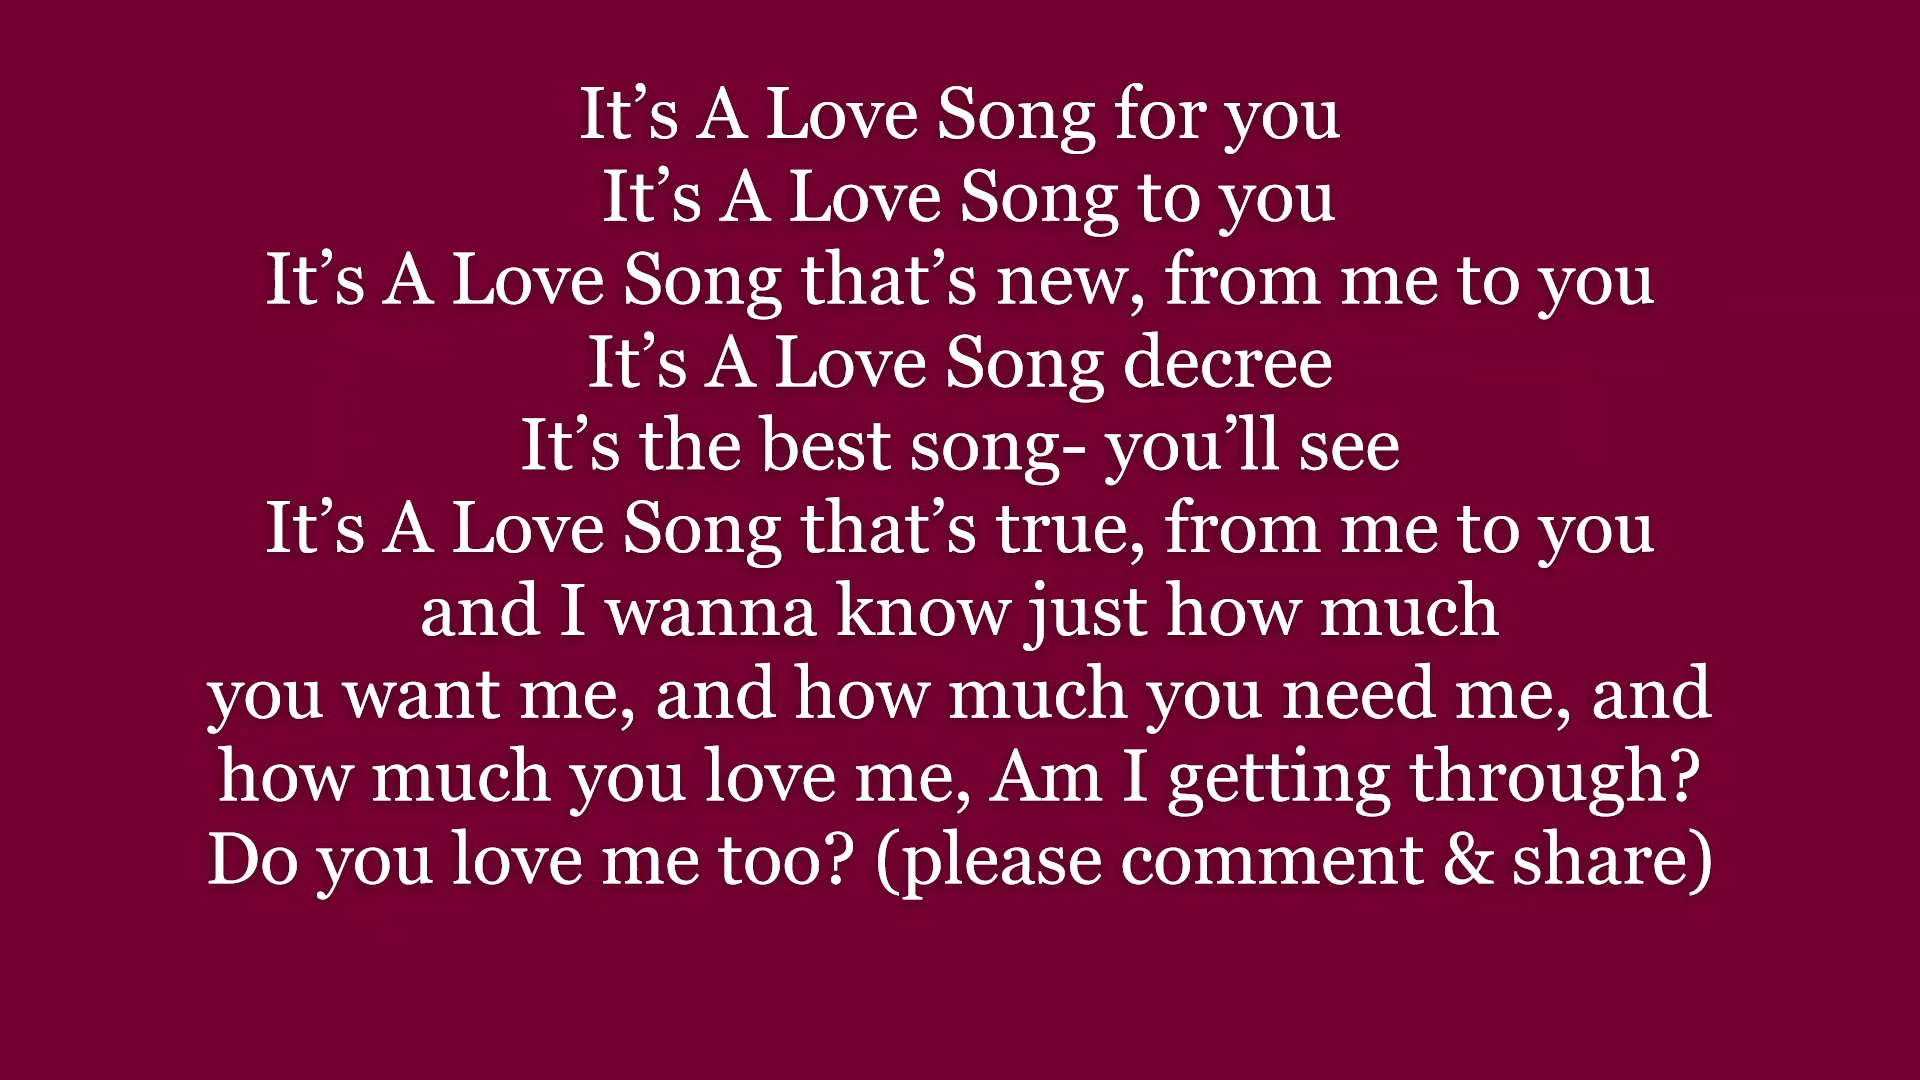 It’s A Love Song for you
It’s A Love Song to you
It’s A Love Song that’s new, from me to you
It’s A Love Song decree
It’s the best song- you’ll see
It’s A Love Song that’s true, from me to you
and I wanna know just how much
you want me, and how much you need me, and
how much you love me, Am I getting through?
Do you love me too? (please comment & share)